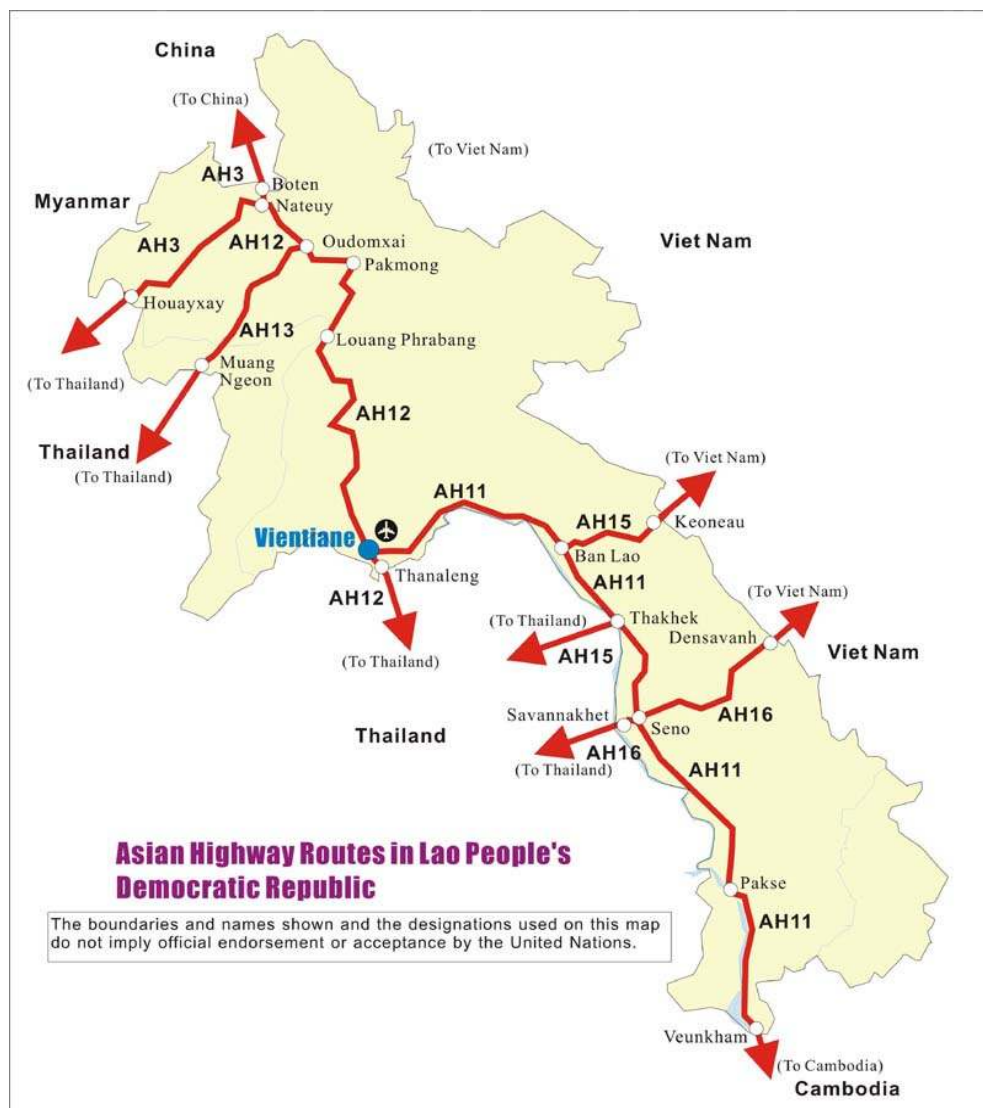 China
(To China)
(To Viet Nam)
AH3
Boten
Myanmar
Nateuy
Viet Nam
AH3
AH12
Oudomxai
Pakmong
Houayxay
AH13
Louang Phrabang
(To Thailand)
Muang
Ngeon
AH12
Thailand
(To Thailand)
(To Viet Nam)
AH11
AH15
Keoneau
Vientiane
Ban Lao
Thanaleng
AH11
AH12
(To Viet Nam)
(To Thailand)
Thakhek
Densavanh
AH15
Viet Nam
(To Thailand)
Savannakhet
AH16
Seno
Thailand
AH16
AH11
(To Thailand)
Asian Highway Routes in Lao People's
Democratic Republic
Pakse
The boundaries and names shown and the designations used on this map
do not imply official endorsement or acceptance by the United Nations.
AH11
Veunkham
(To Cambodia)
Cambodia